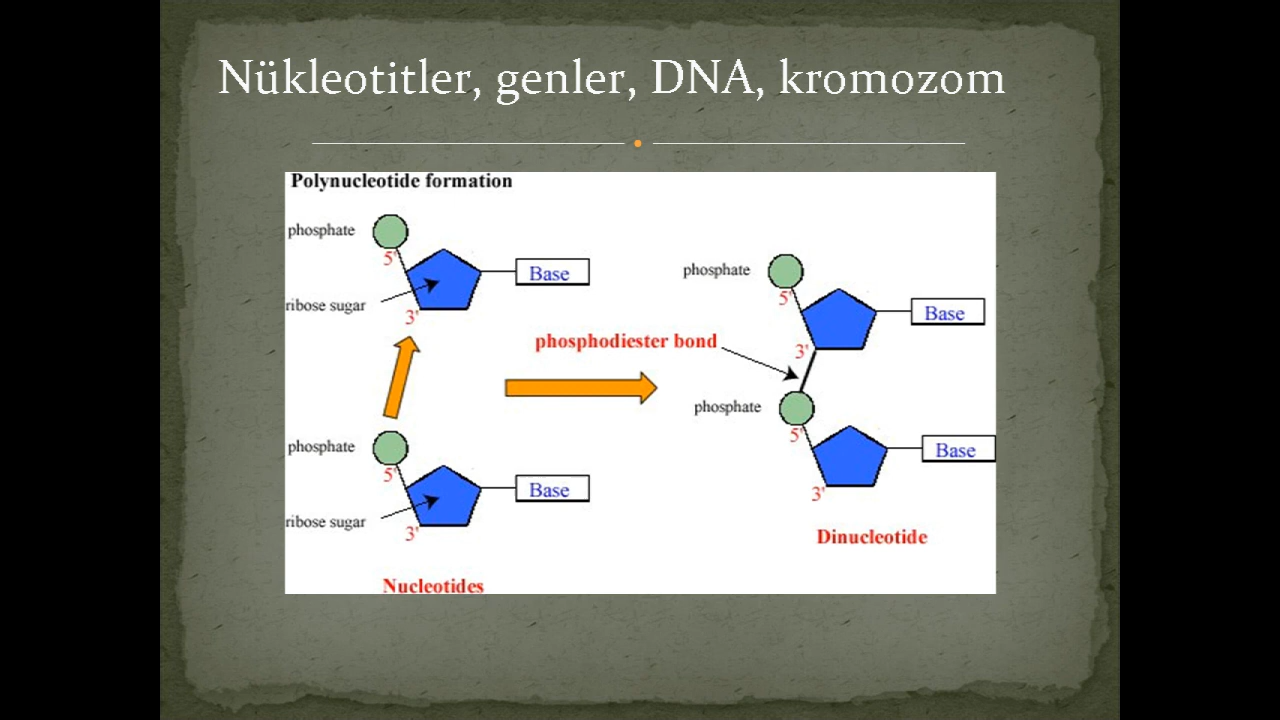 Nükleotitler, genler, DNA, kromozom
Polynucleotide formation
phosphate
5'
Base
ribose sugar
3'
phosphate
5'
Base
ribose sugar
3'
Nucleotides
phosphodiester bond
phosphate
5'
Base
3'
phosphate
5'
Base
3'
Dinucleotide